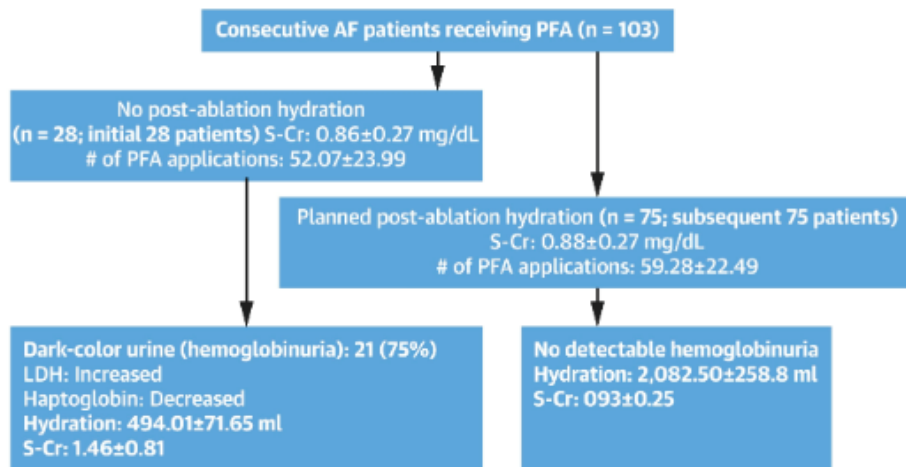 Consecutive AF patients receiving PFA (n = 103)
No post-ablation hydration
(n = 28; initial 28 patients) S-Cr: 0.86±0.27 mg/dL
# of PFA applications: 52.07±23.99
Planned post-ablation hydration (n = 75; subsequent 75 patients)
S-Cr: 0.88±0.27 mg/dL
# of PFA applications: 59.28±22.49
Dark-color urine (hemoglobinuria): 21 (75%)
LDH: Increased
Haptoglobin: Decreased
Hydration: 494.01±71.65 ml
S-Cr: 1.46±0.81
No detectable hemoglobinuria
Hydration: 2,082.50±258.8 ml
S-Cr: 093±0.25